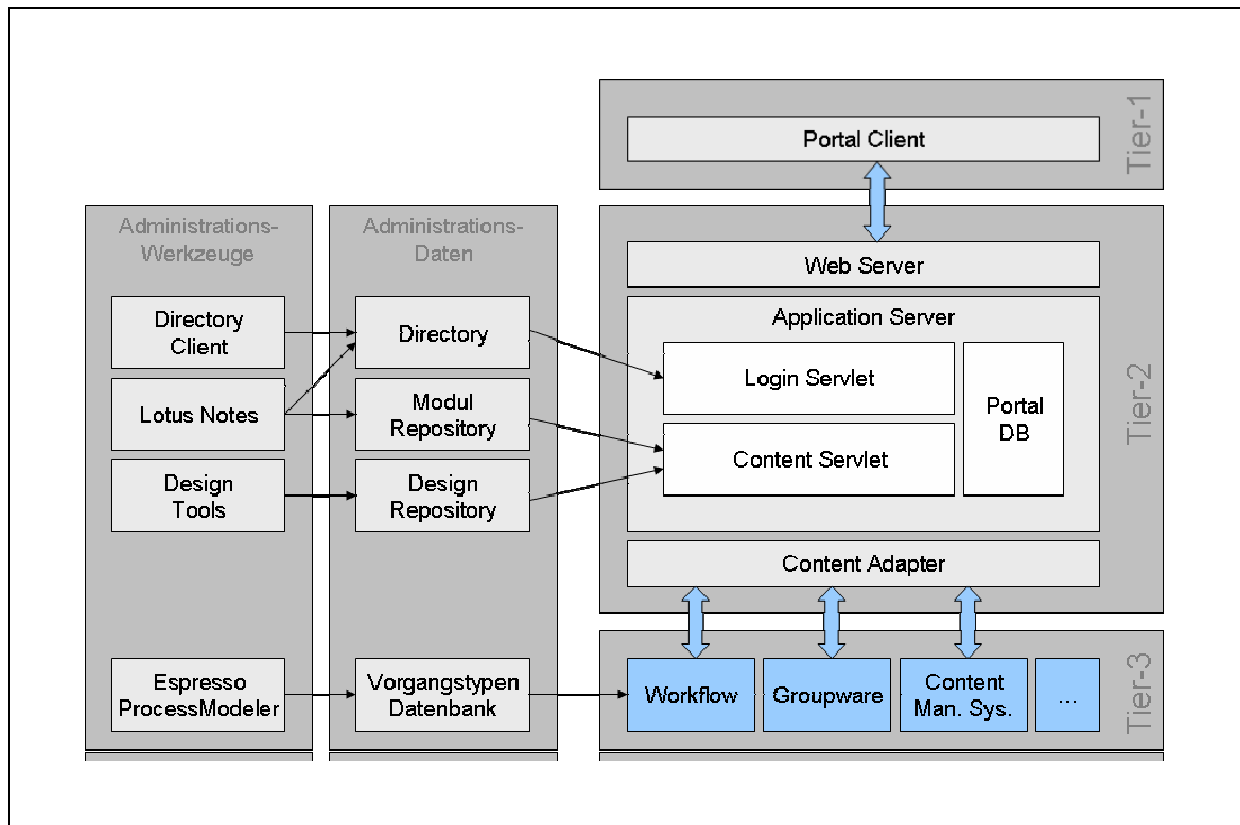 Tier-1
Portal Client
Administrations-
Werkzeuge
Administrations-
Daten
Tier-2
Web Server
Application Server
Directory
Client
Directory
Login Servlet
Portal
DB
Lotus Notes
Modul
Repository
Content Servlet
Design
Tools
Design
Repository
Content Adapter
Tier-3
Espresso
ProcessModeler
Vorgangstypen
Datenbank
Workflow
Groupware
Content
Man. Sys.
...